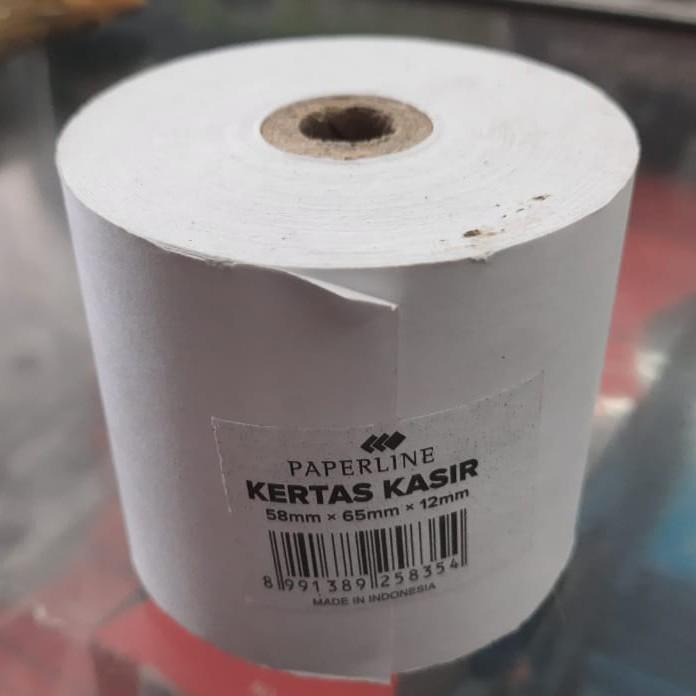 PAPERLINE
KERTAS KASIR
58mm × 65mm × 12mm
8 991389 258354
MADE IN INDONESIA